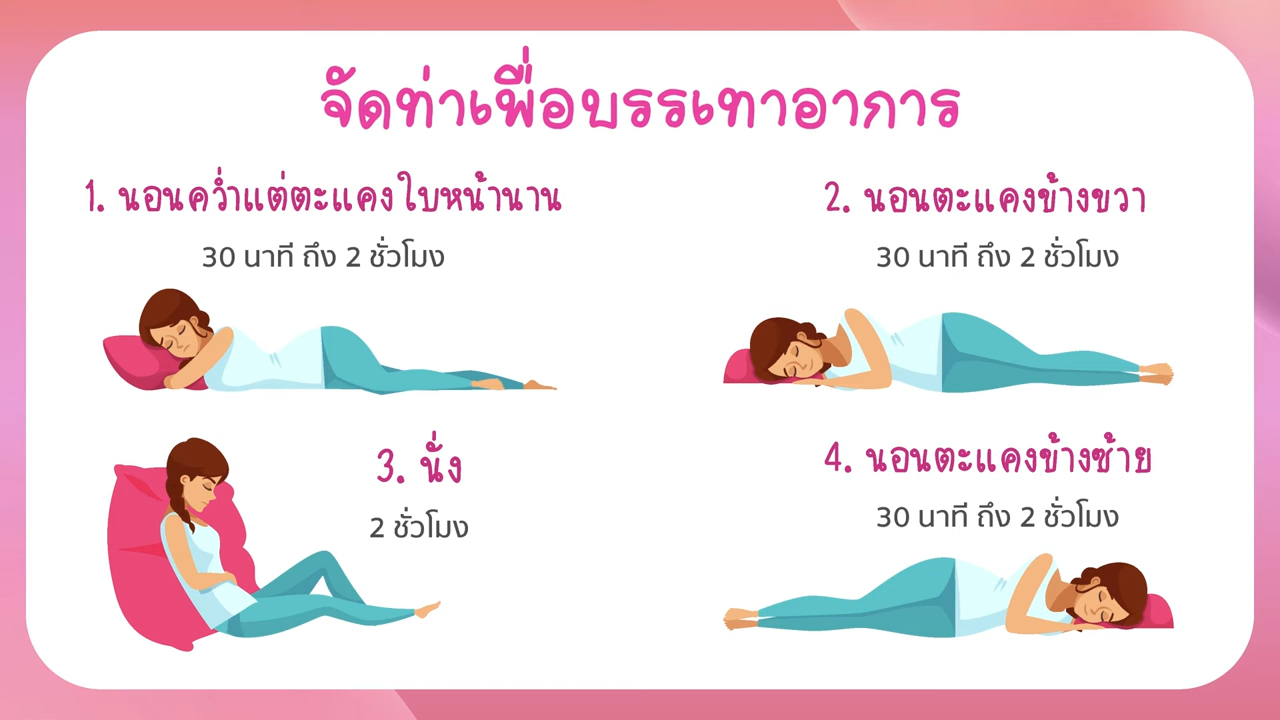 จัดท่าเพื่อบรรเทาอาการ
1. นอนคว่ำแต่ตะแคงใบหน้านาน
30 นาที ถึง 2 ชั่วโมง
2. นอนตะแคงข้างขวา
30 นาที ถึง 2 ชั่วโมง
3. นั่ง
2 ชั่วโมง
4. นอนตะแคงข้างซ้าย
30 นาที ถึง 2 ชั่วโมง